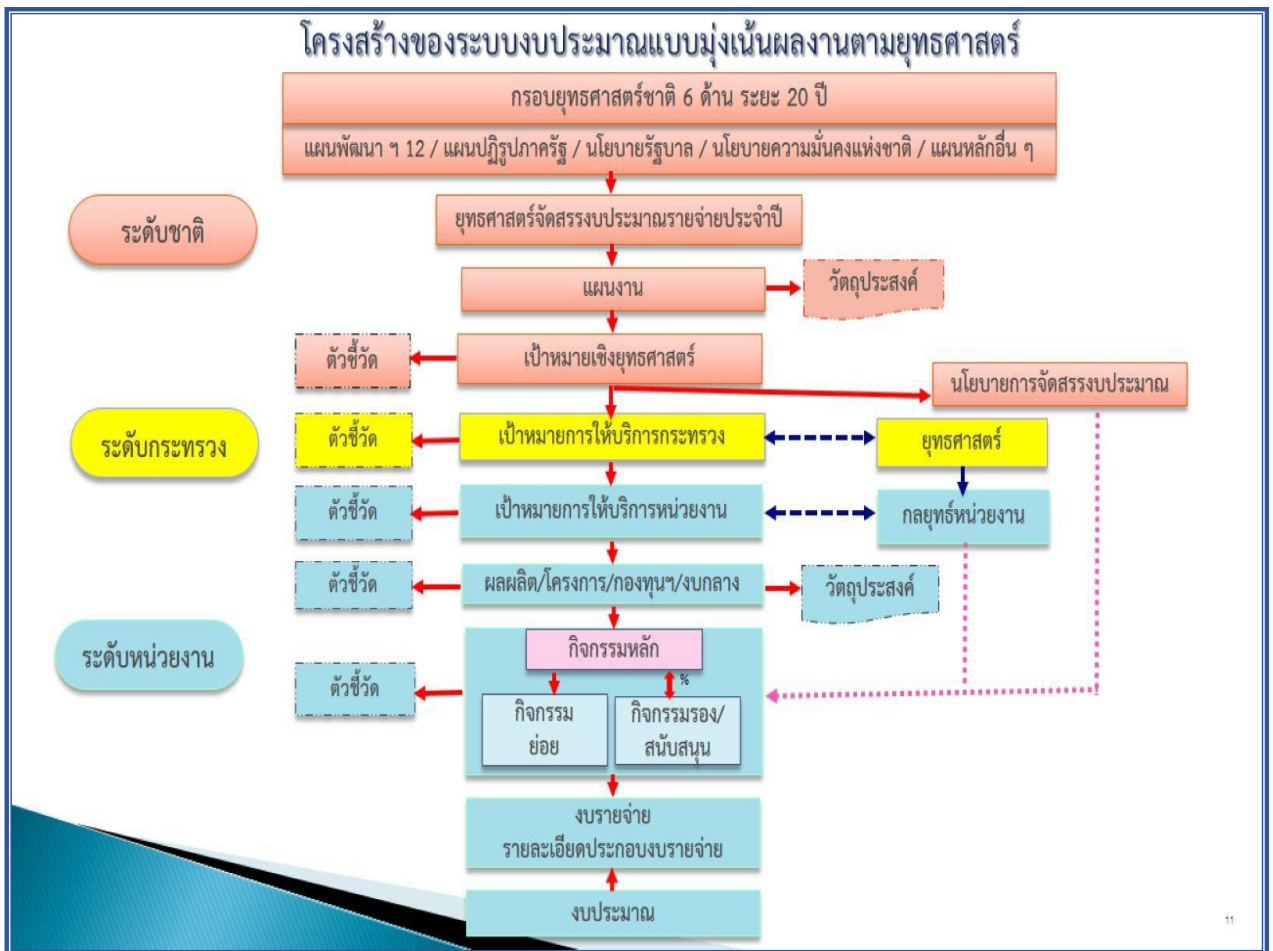 โครงสร้างของระบบงบประมาณแบบมุ่งเน้นผลงานตามยุทธศาสตร์
กรอบยุทธศาสตร์ชาติ 6 ด้าน ระยะ 20 ปี
แผนพัฒนา ฯ 12 / แผนปฏิรูปภาครัฐ / นโยบายรัฐบาล / นโยบายความมั่นคงแห่งชาติ / แผนหลักอื่น ๆ
ระดับชาติ
ยุทธศาสตร์จัดสรรงบประมาณรายจ่ายประจำปี
แผนงาน
วัตถุประสงค์
ตัวชี้วัด
เป้าหมายเชิงยุทธศาสตร์
นโยบายการจัดสรรงบประมาณ
ระดับกระทรวง
ตัวชี้วัด
เป้าหมายการให้บริการกระทรวง
ยุทธศาสตร์
ตัวชี้วัด
เป้าหมายการให้บริการหน่วยงาน
กลยุทธ์หน่วยงาน
ตัวชี้วัด
ผลผลิต/โครงการ/กองทุนฯ/งบกลาง
วัตถุประสงค์
ระดับหน่วยงาน
ตัวชี้วัด
กิจกรรมหลัก
%
กิจกรรม
ย่อย
กิจกรรมรอง/
สนับสนุน
งบรายจ่าย
รายละเอียดประกอบงบรายจ่าย
งบประมาณ
11